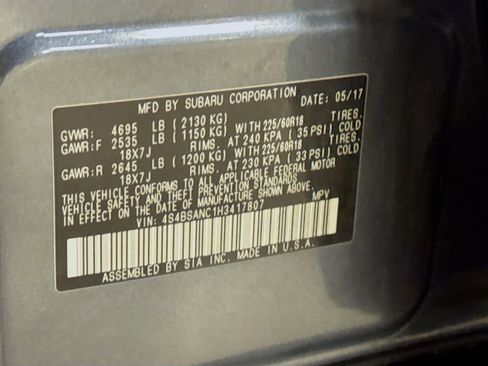 MFD BY SUBARU CORPORATION DATE: 05/17
GVWR: 4695 LB ( 2130 KG)
GAWR:F 2535 LB ( 1150 KG) WITH 225/60R18 TIRES.
18X7J RIMS. AT 240 KPA ( 35 PSI) COLD
GAWR:R 2645 LB ( 1200 KG) WITH 225/60R18 TIRES.
18X7J RIMS. AT 230 KPA ( 33 PSI) COLD
THIS VEHICLE CONFORMS TO ALL APPLICABLE FEDERAL MOTOR
VEHICLE SAFETY AND THEFT PREVENTION STANDARDS
IN EFFECT ON THE DATE OF MANUFACTURE SHOWN ABOVE.
VIN: 4S4BSANC1H3417807 MPV
ASSEMBLED BY SIA INC. MADE IN U.S.A.